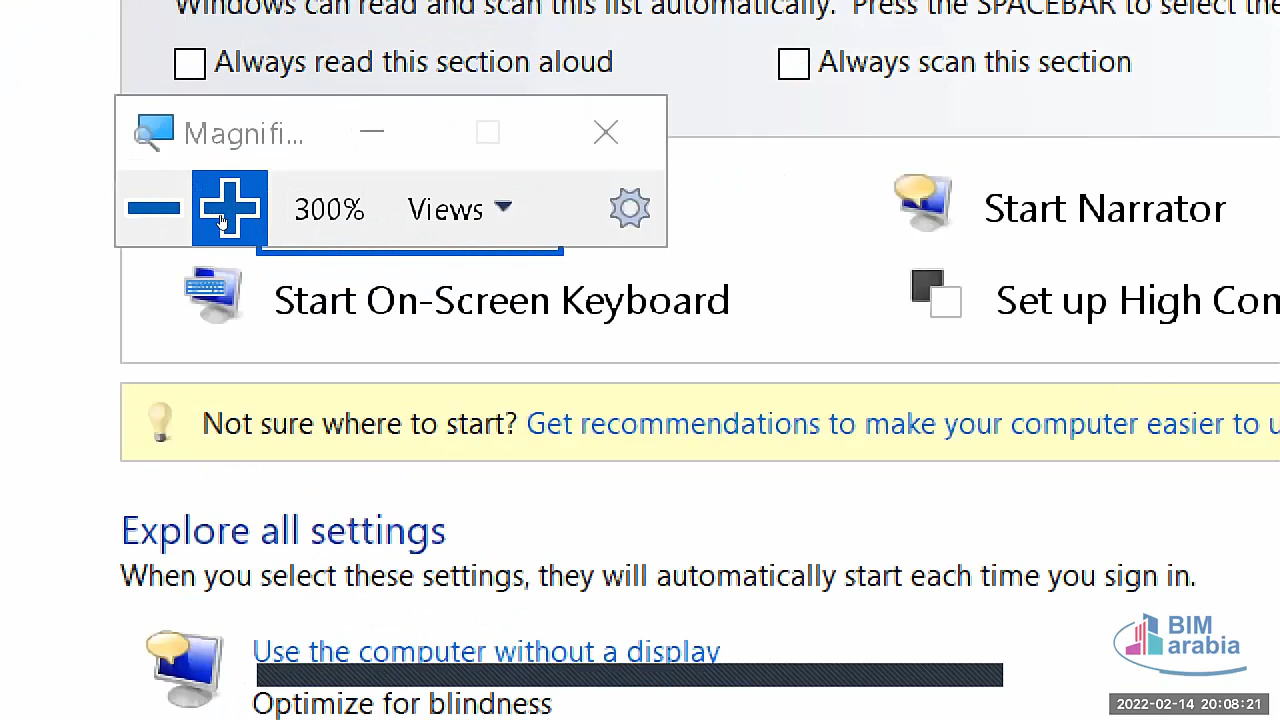 Windows can read and scan this list automatically. Press the SPACEBAR to select the
Always read this section aloud
Always scan this section
Magnifi...
300%
Views
Start Narrator
Start On-Screen Keyboard
Set up High Con
Not sure where to start? Get recommendations to make your computer easier to u
Explore all settings
When you select these settings, they will automatically start each time you sign in.
Use the computer without a display
Optimize for blindness
BIM
arabia
2022-02-14 20:08:21